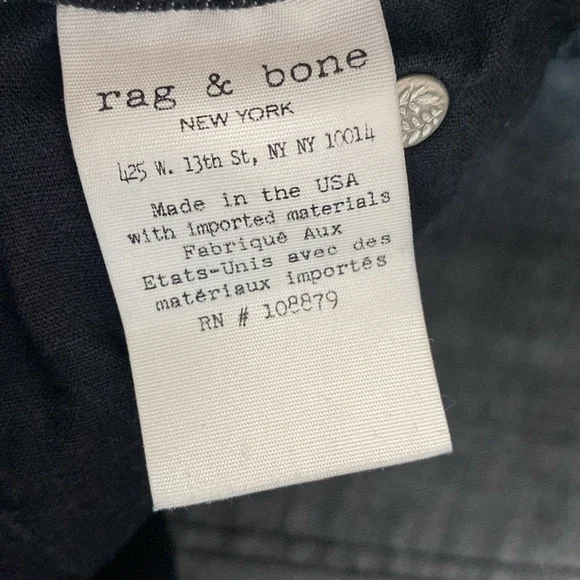 rag & bone
NEW YORK
425 W. 13th St, NY NY 10014
Made in the USA
with imported materials
Fabriqué Aux
Etats-Unis avec des
matériaux importés
RN # 108879